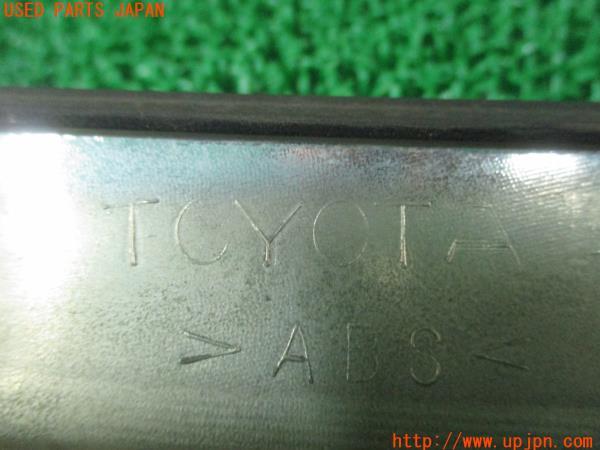 USED PARTS JAPAN
TOYOTA
>ABS<
http://www.upjpn.com